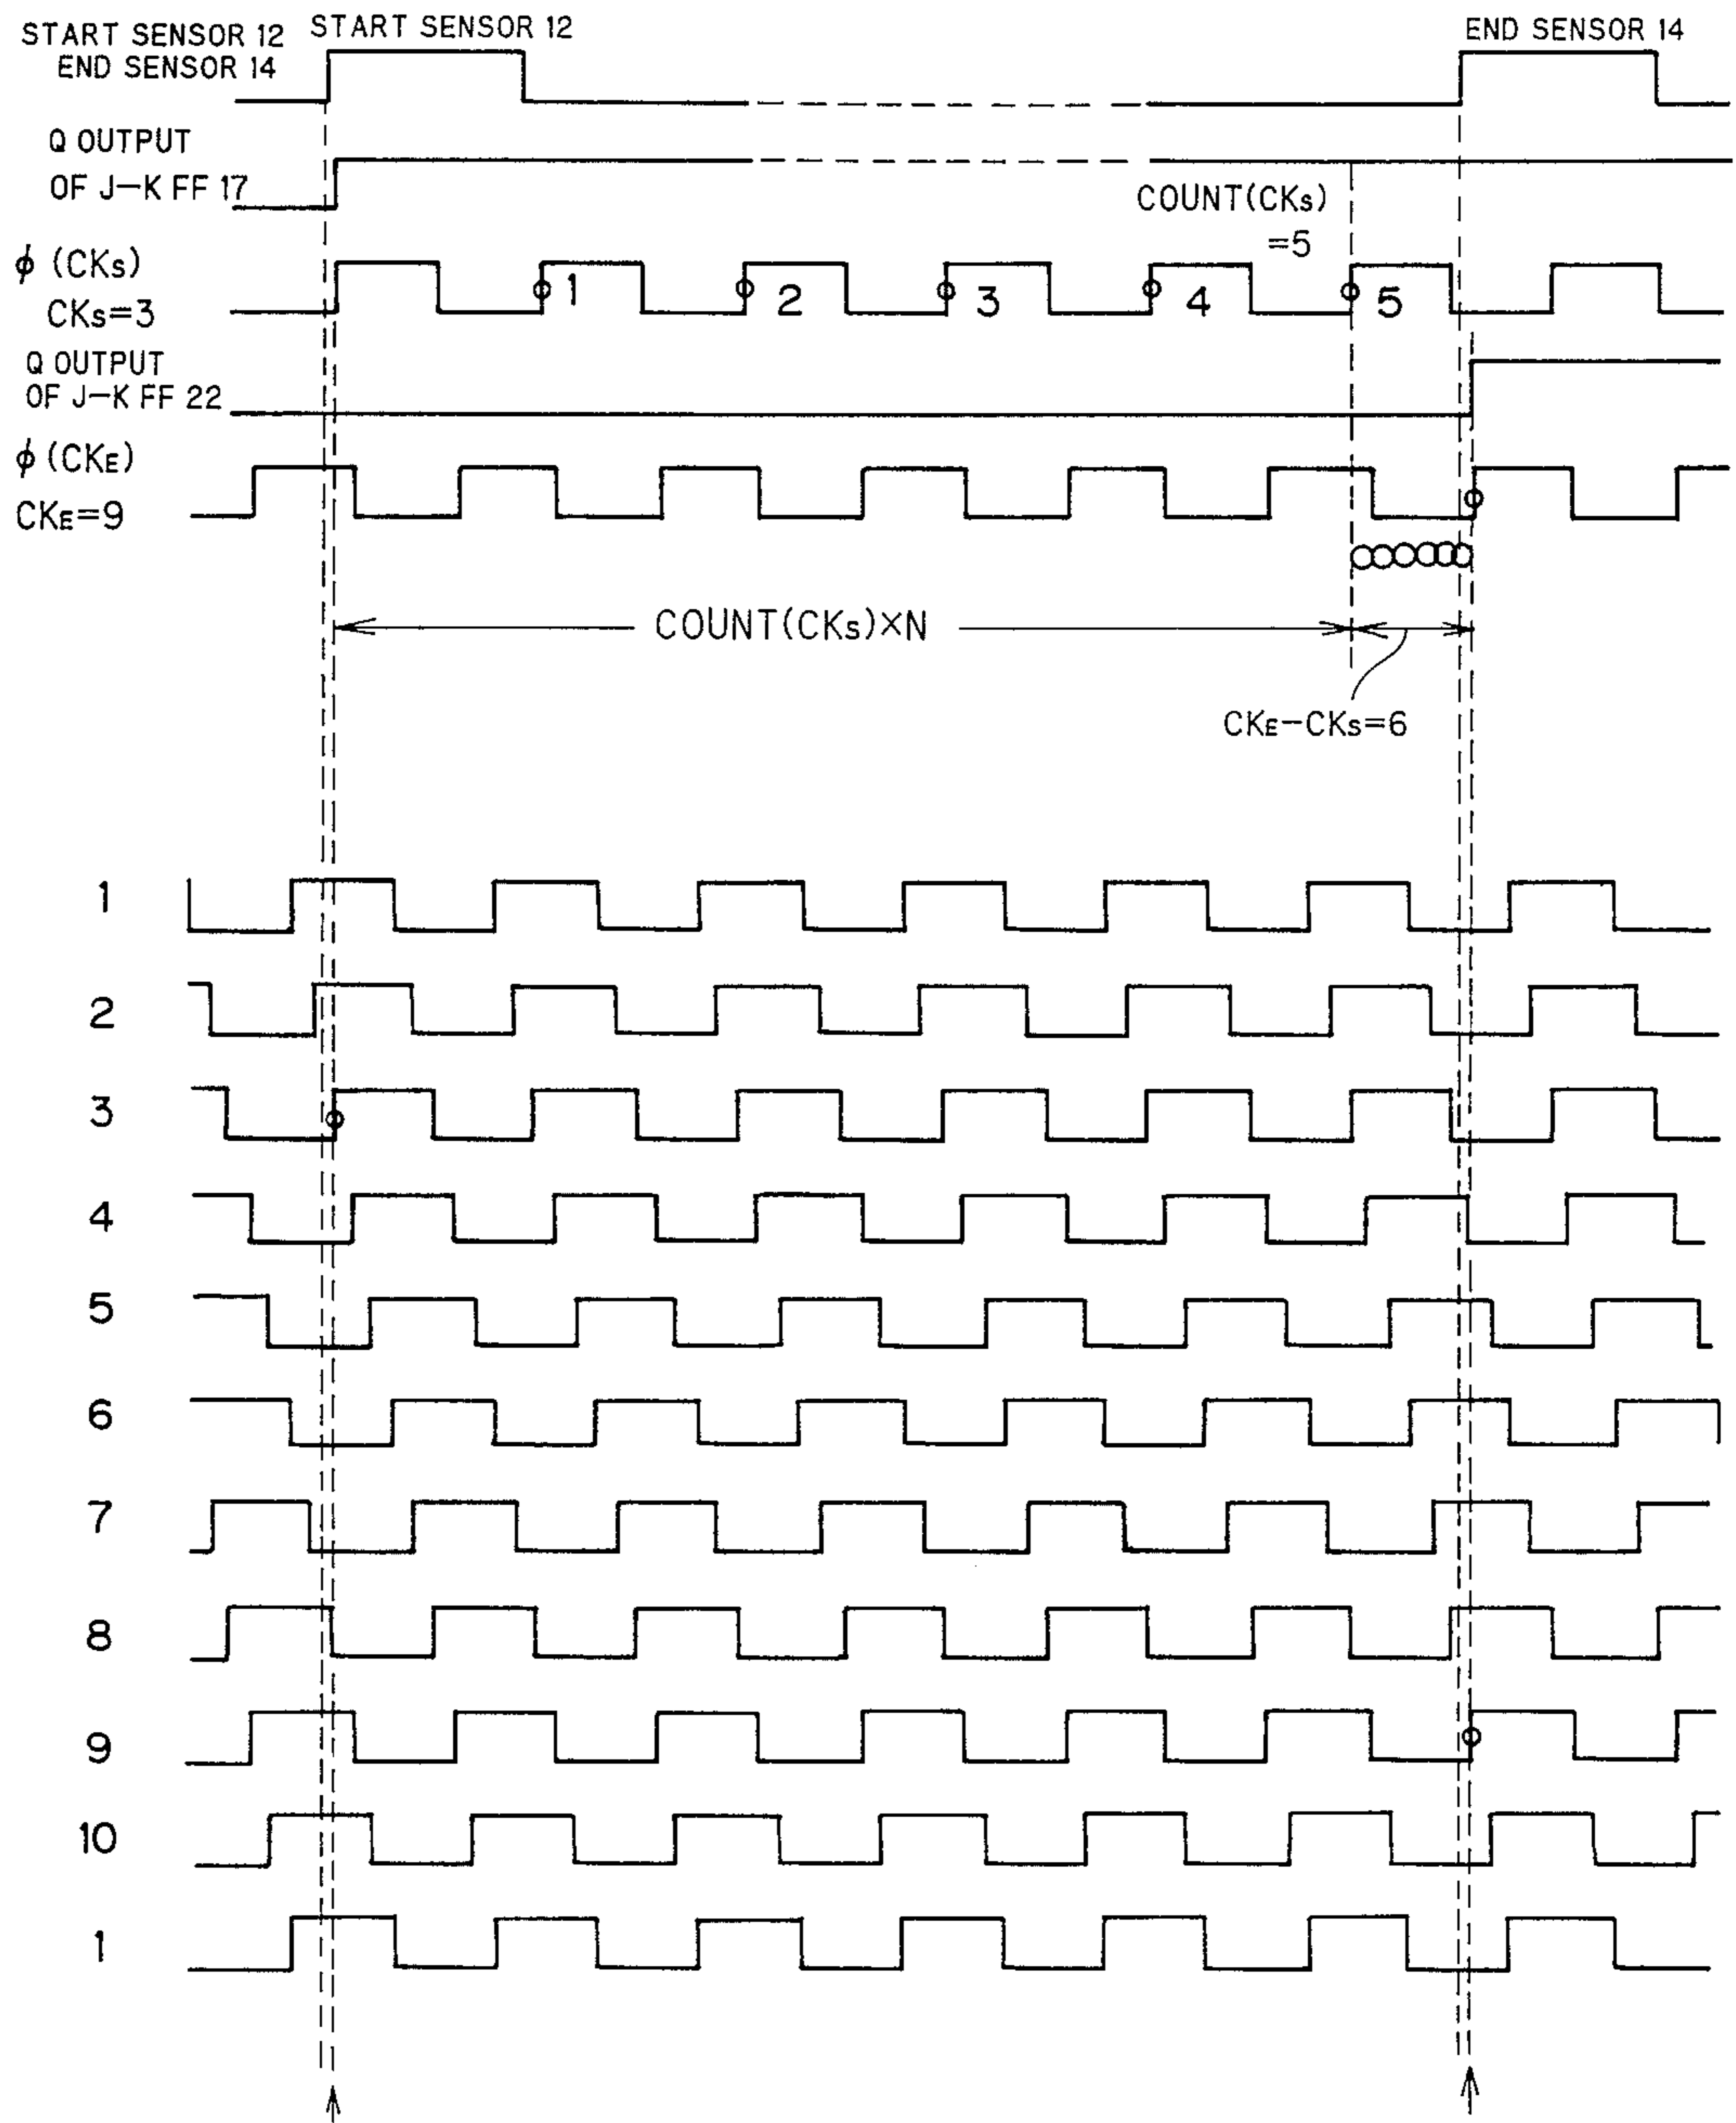 START SENSOR 12
END SENSOR 14
START SENSOR 12
END SENSOR 14
Q OUTPUT
OF J-K FF 17
COUNT(CKs)
=5
ϕ (CKs)
CKs=3
1
2
3
4
5
Q OUTPUT
OF J-K FF 22
ϕ (CKE)
CKE=9
COUNT(CKs)×N
CKE-CKs=6
1
2
3
4
5
6
7
8
9
10
1